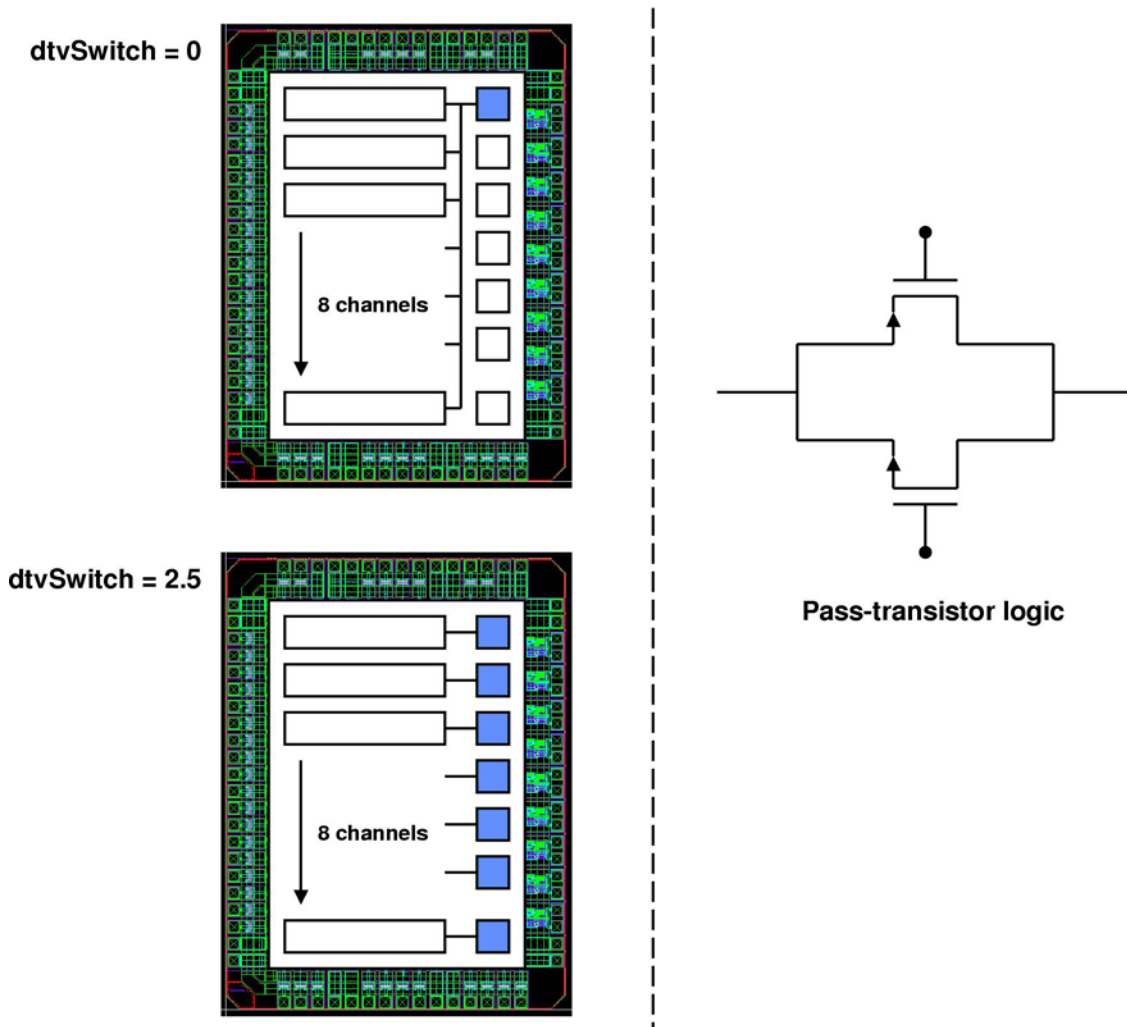 dtvSwitch = 0
8 channels
dtvSwitch = 2.5
8 channels
Pass-transistor logic